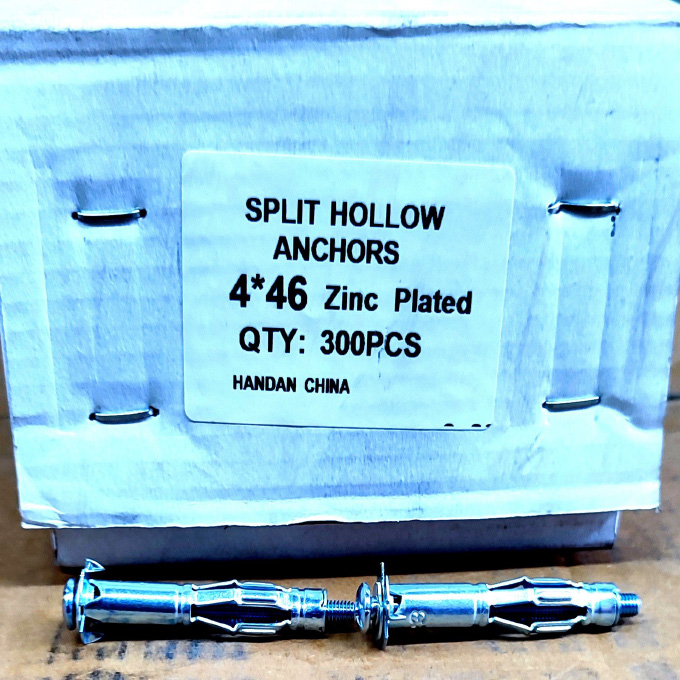 SPLIT HOLLOW
ANCHORS
4*46 Zinc Plated
QTY: 300PCS
HANDAN CHINA